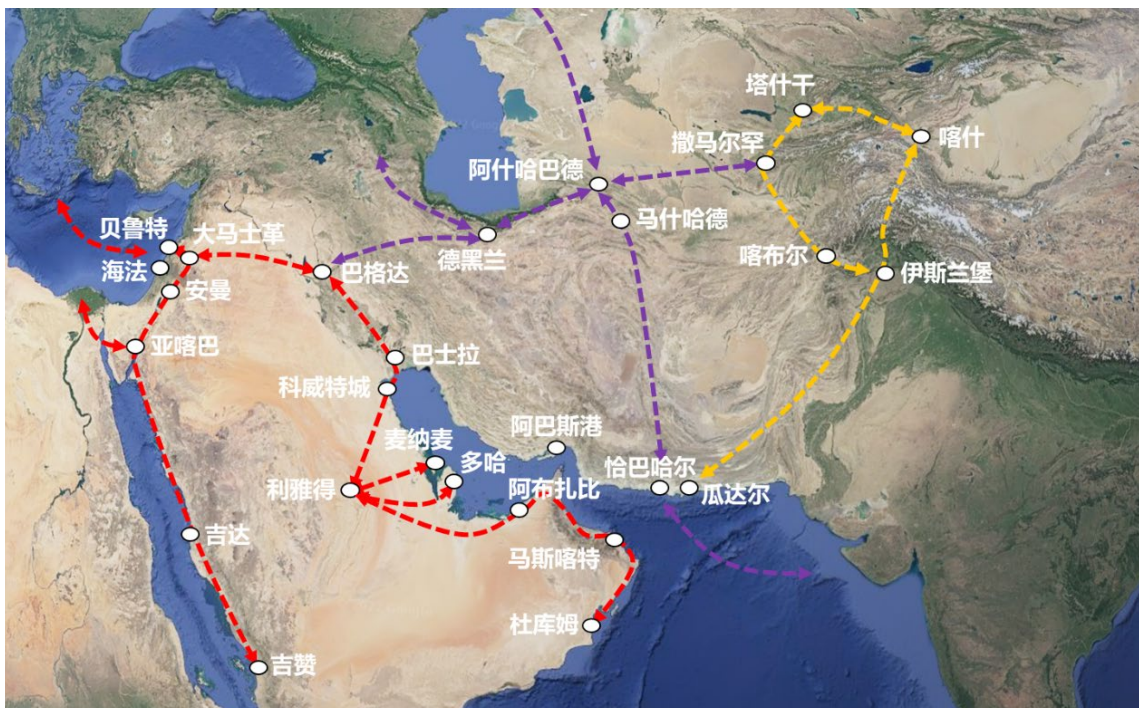 塔什干
喀什
撒马尔罕
阿什哈巴德
马什哈德
贝鲁特
大马士革
德黑兰
喀布尔
海法
巴格达
伊斯兰堡
安曼
亚喀巴
巴士拉
科威特城
麦纳麦
阿巴斯港
多哈
恰巴哈尔
利雅得
阿布扎比
瓜达尔
吉达
马斯喀特
杜库姆
吉赞